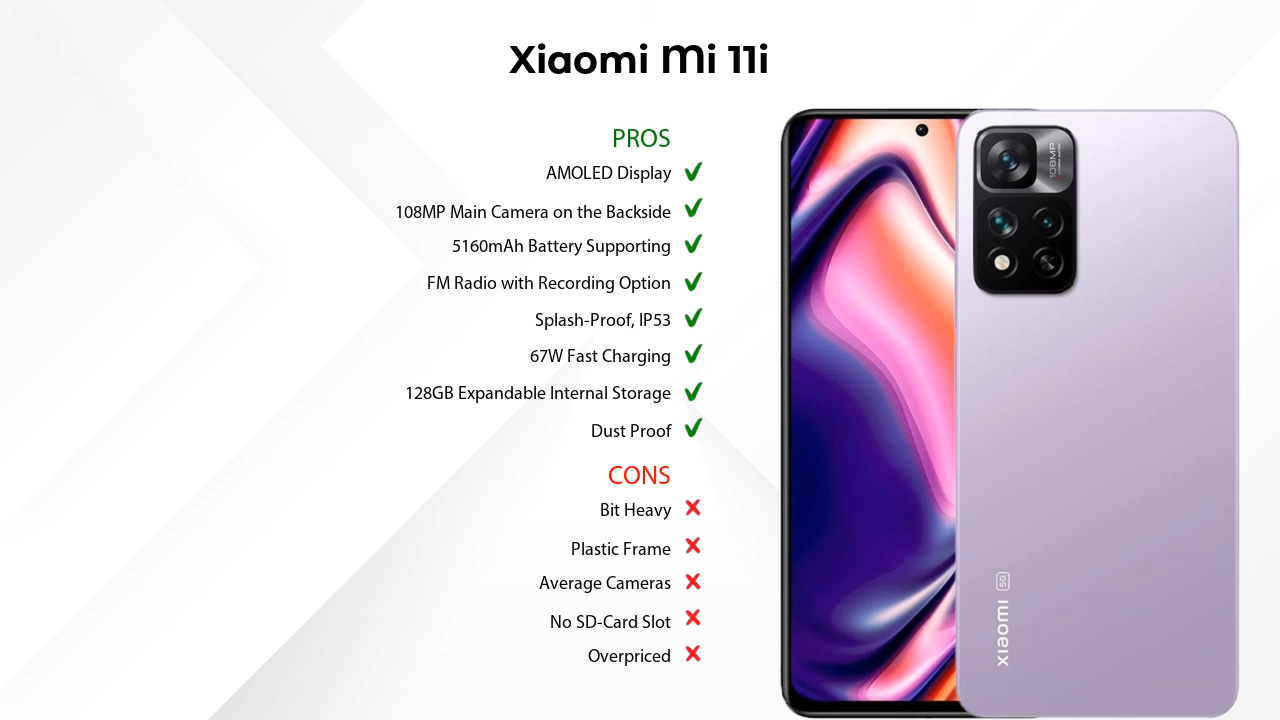 Xiaomi Mi 11i
PROS
AMOLED Display
108MP Main Camera on the Backside
5160mAh Battery Supporting
FM Radio with Recording Option
Splash-Proof, IP53
67W Fast Charging
128GB Expandable Internal Storage
Dust Proof
CONS
Bit Heavy
Plastic Frame
Average Cameras
No SD-Card Slot
Overpriced
108MP
xiaomi 5G